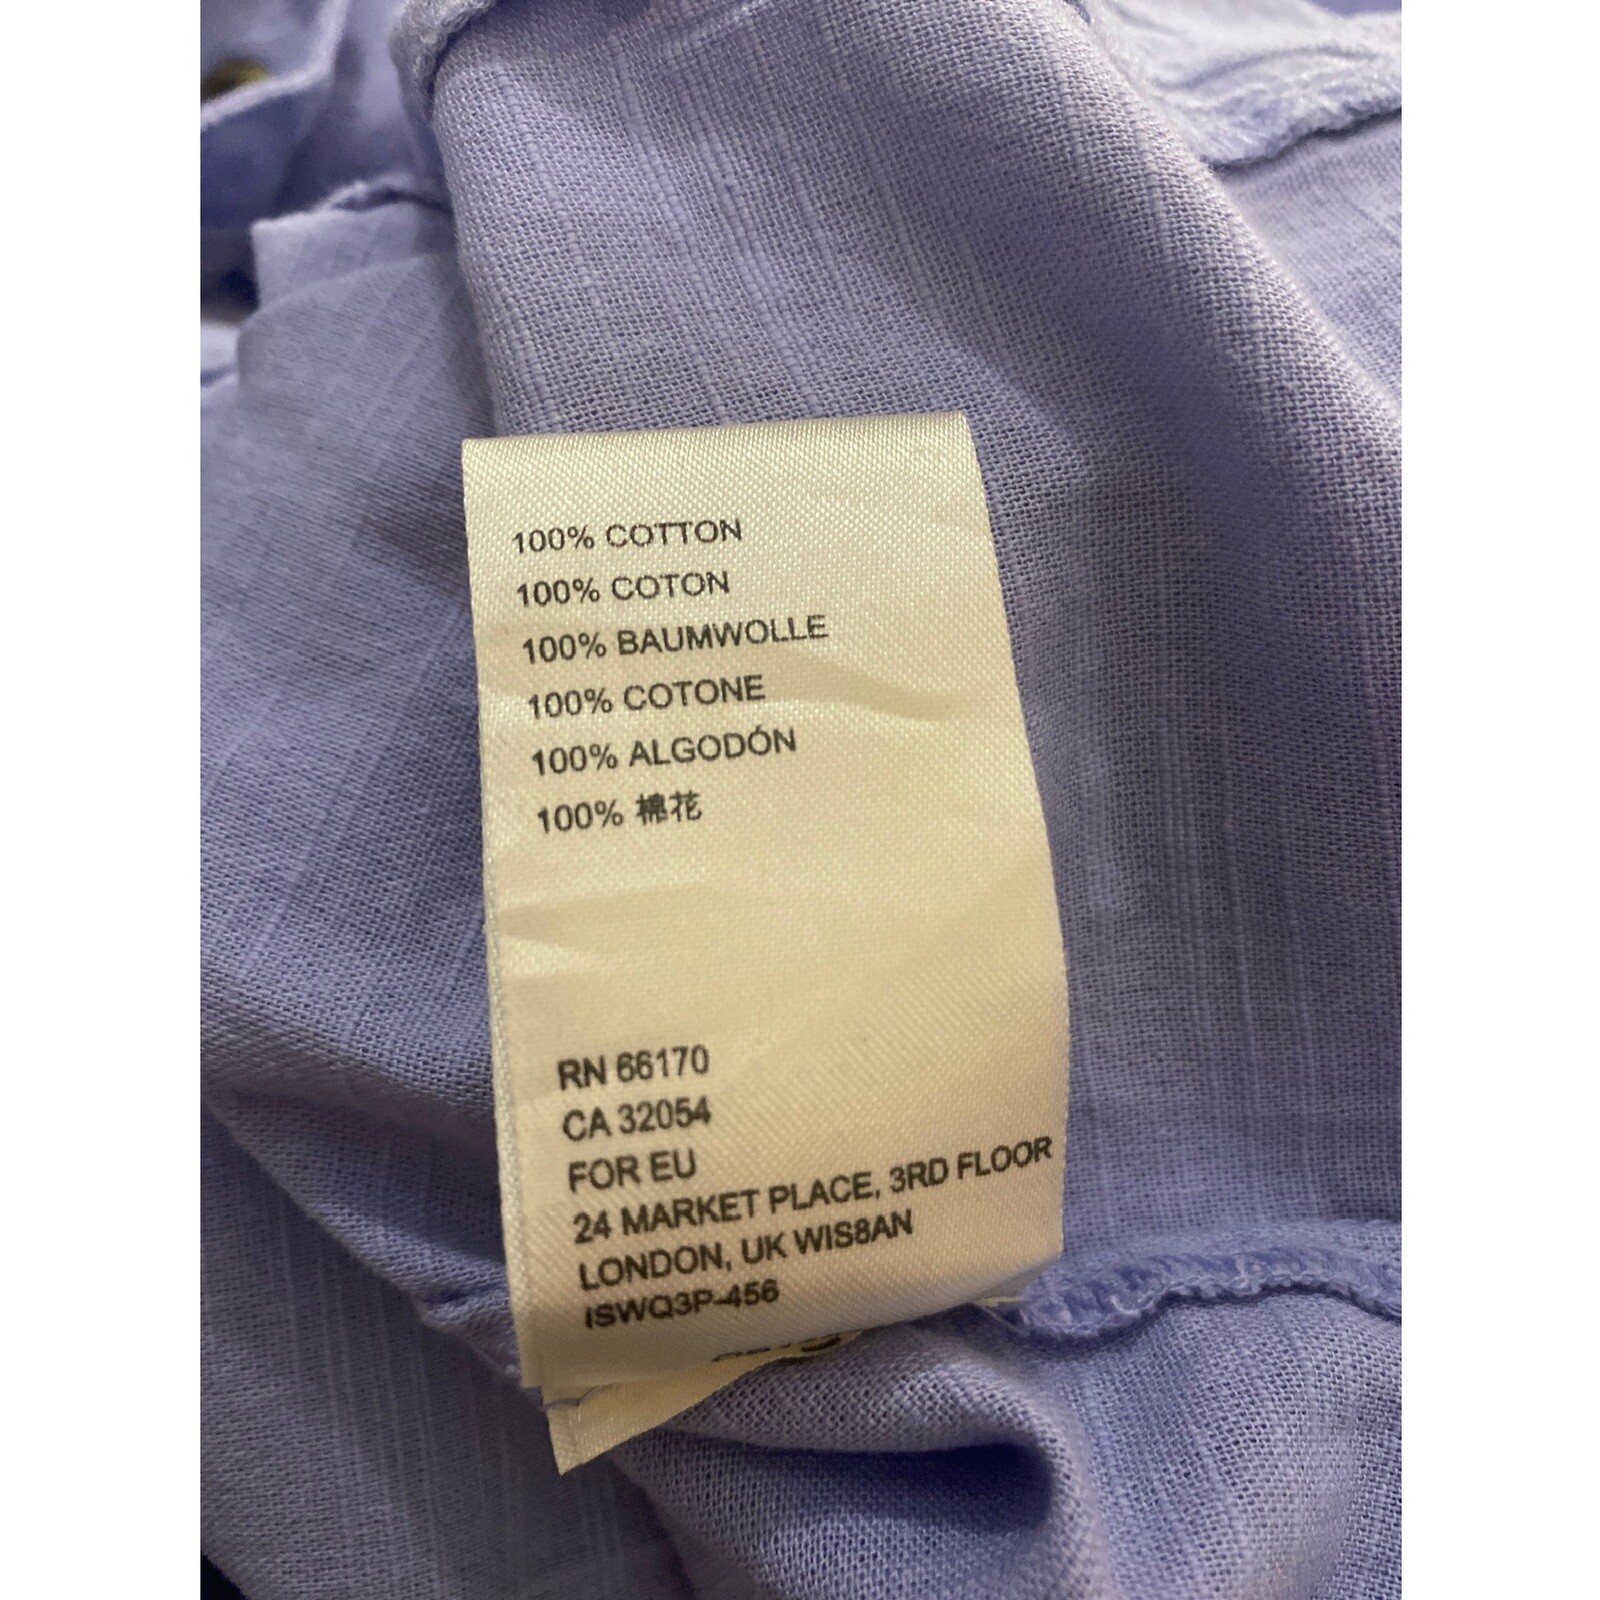 100% COTTON
100% COTON
100% BAUMWOLLE
100% COTONE
100% ALGODÓN
100% 棉花
RN 66170
CA 32054
FOR EU
24 MARKET PLACE, 3RD FLOOR
LONDON, UK WIS8AN
ISWQ3P-456